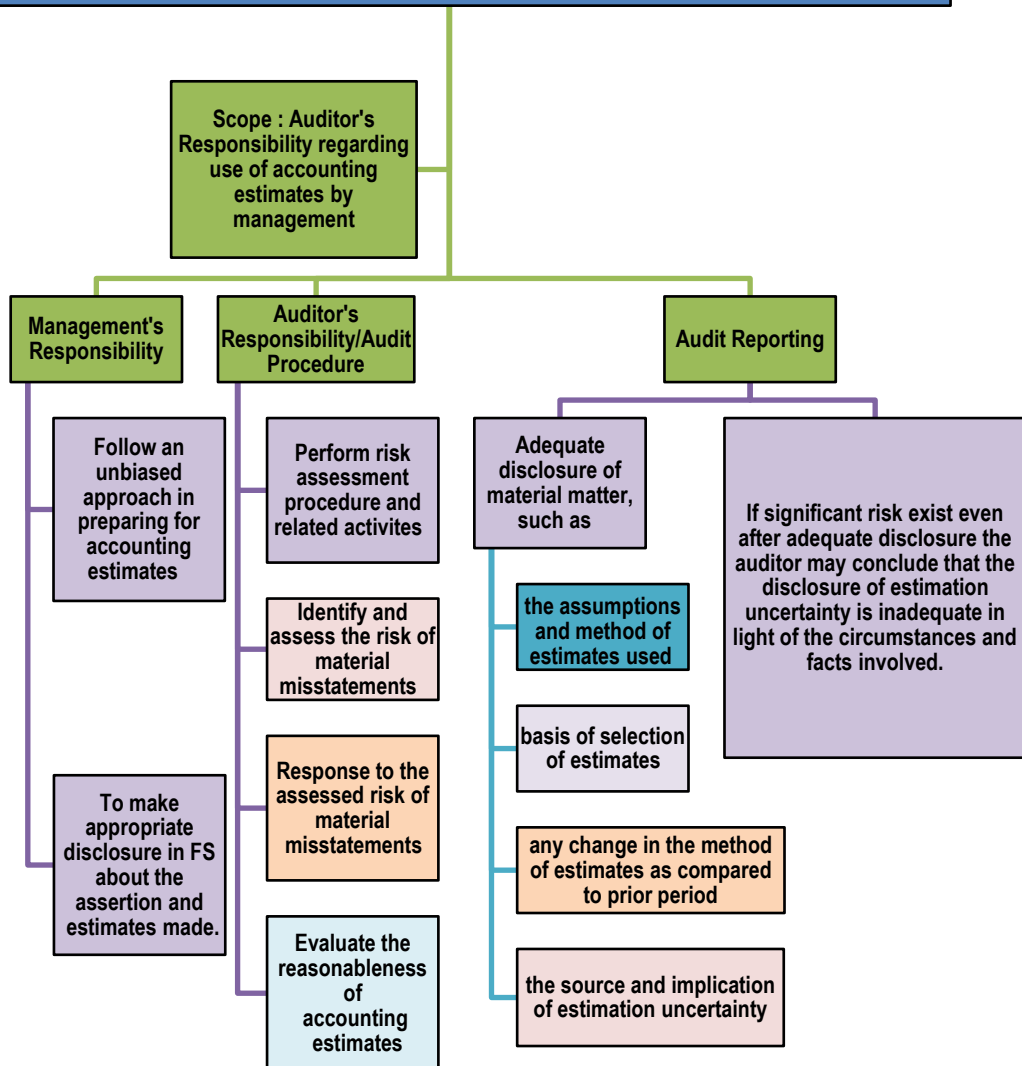 Scope : Auditor's
Responsibility regarding
use of accounting
estimates by
management
Management's
Responsibility
Follow an
unbiased
approach in
preparing for
accounting
estimates
To make
appropriate
disclosure in FS
about the
assertion and
estimates made.
Auditor's
Responsibility/Audit
Procedure
Perform risk
assessment
procedure and
related activites
Identify and
assess the risk of
material
misstatements
Response to the
assessed risk of
material
misstatements
Evaluate the
reasonableness
of
accounting
estimates
Audit Reporting
Adequate
disclosure of
material matter,
such as
the assumptions
and method of
estimates used
basis of selection
of estimates
any change in the method
of estimates as compared
to prior period
the source and implication
of estimation uncertainty
If significant risk exist even
after adequate disclosure the
auditor may conclude that the
disclosure of estimation
uncertainty is inadequate in
light of the circumstances and
facts involved.